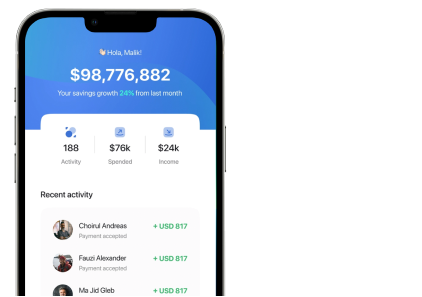 👋🏻 Hola, Malik!
$98,776,882
Your savings growth 24% from last month
188
$76k
$24k
Activity
Spended
Income
Recent activity
Choirul Andreas
+ USD 817
Payment accepted
Fauzi Alexander
+ USD 817
Payment accepted
Ma Jid Gleb
+ USD 817